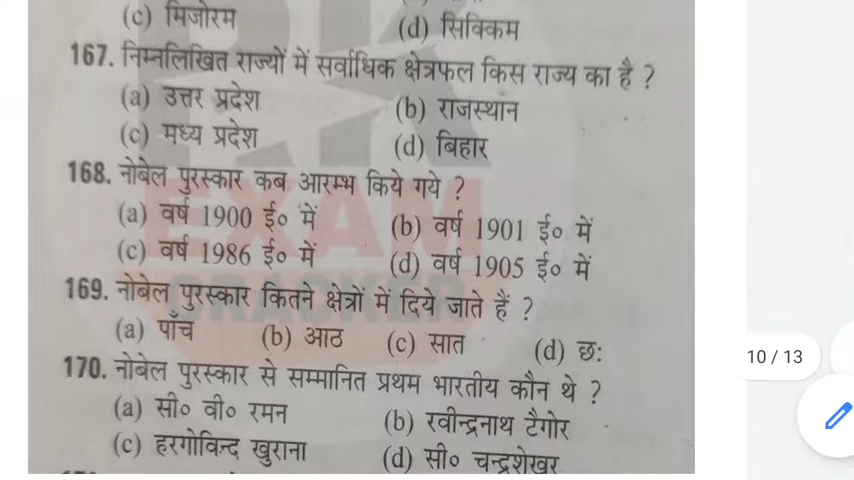 (c) मिजोरम (d) सिक्किम
167. निम्नलिखित राज्यों में सर्वाधिक क्षेत्रफल किस राज्य का है ?
(a) उत्तर प्रदेश (b) राजस्थान
(c) मध्य प्रदेश (d) बिहार
168. नोबेल पुरस्कार कब आरम्भ किये गये ?
(a) वर्ष 1900 ई० में (b) वर्ष 1901 ई० में
(c) वर्ष 1986 ई० में (d) वर्ष 1905 ई० में
169. नोबेल पुरस्कार कितने क्षेत्रों में दिये जाते हैं ?
(a) पाँच (b) आठ (c) सात (d) छः
170. नोबेल पुरस्कार से सम्मानित प्रथम भारतीय कौन थे ?
(a) सी० वी० रमन (b) रवीन्द्रनाथ टैगोर
(c) हरगोविन्द खुराना (d) सी० चन्द्रशेखर
10 / 13
EXAM
CRACKER